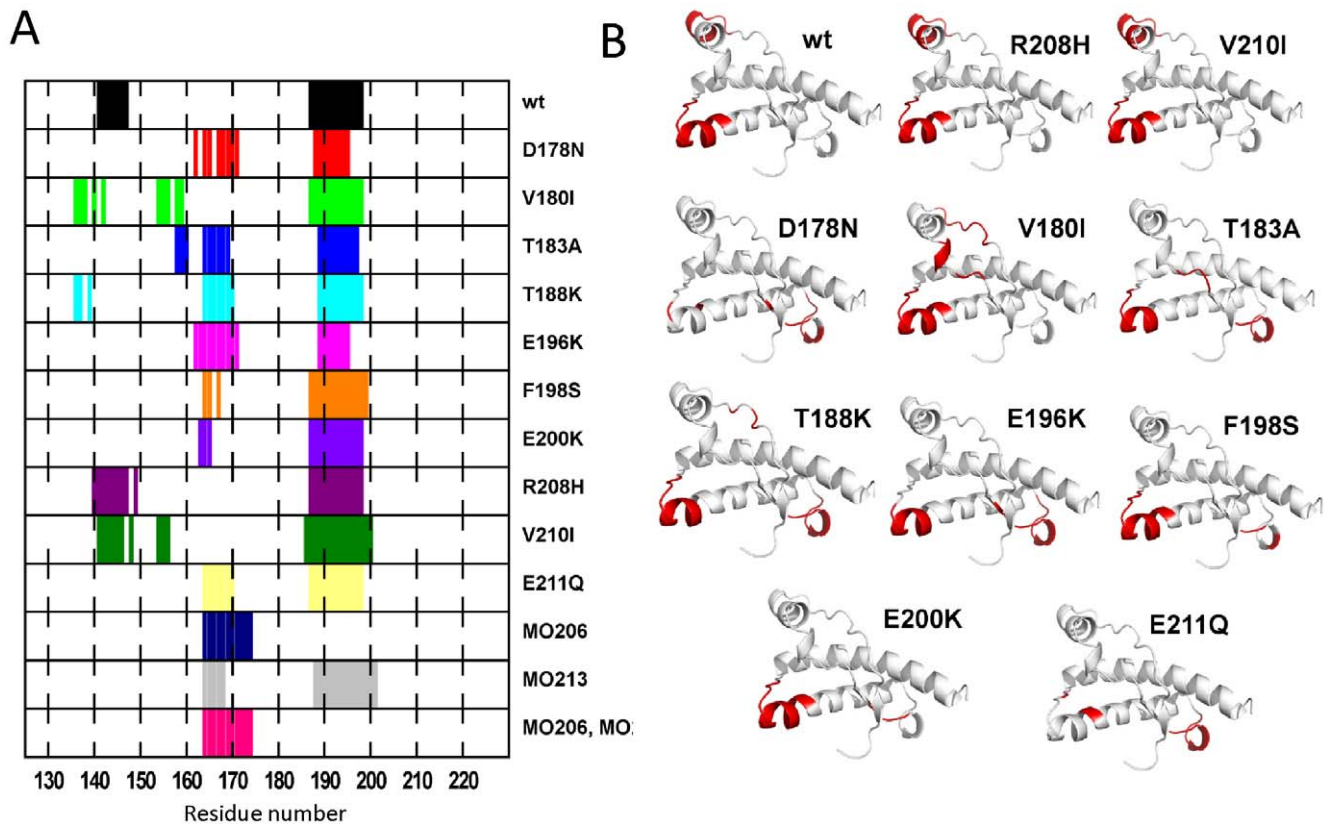 A
wt
D178N
V180I
T183A
T188K
E196K
F198S
E200K
R208H
V210I
E211Q
MO206
MO213
MO206, MO
130 140 150 160 170 180 190 200 210 220
Residue number
B
wt R208H V210I
D178N V180I T183A
T188K E196K F198S
E200K E211Q